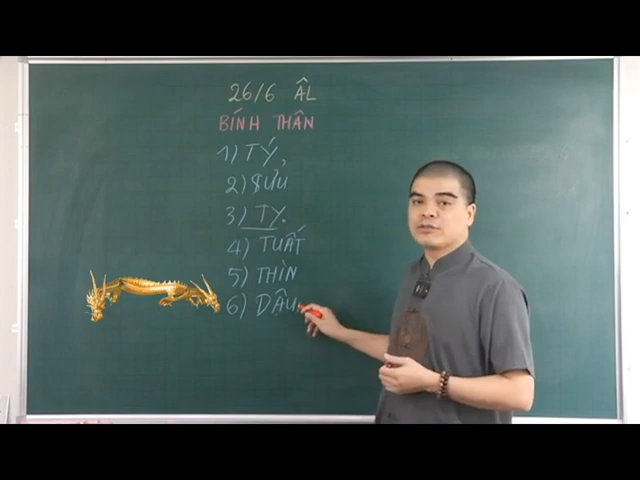 26/6 ÂL
BÍNH THÂN
1) TÝ,
2) SỬU
3) TỴ.
4) TUẤT
5) THÌN
6) DẬU